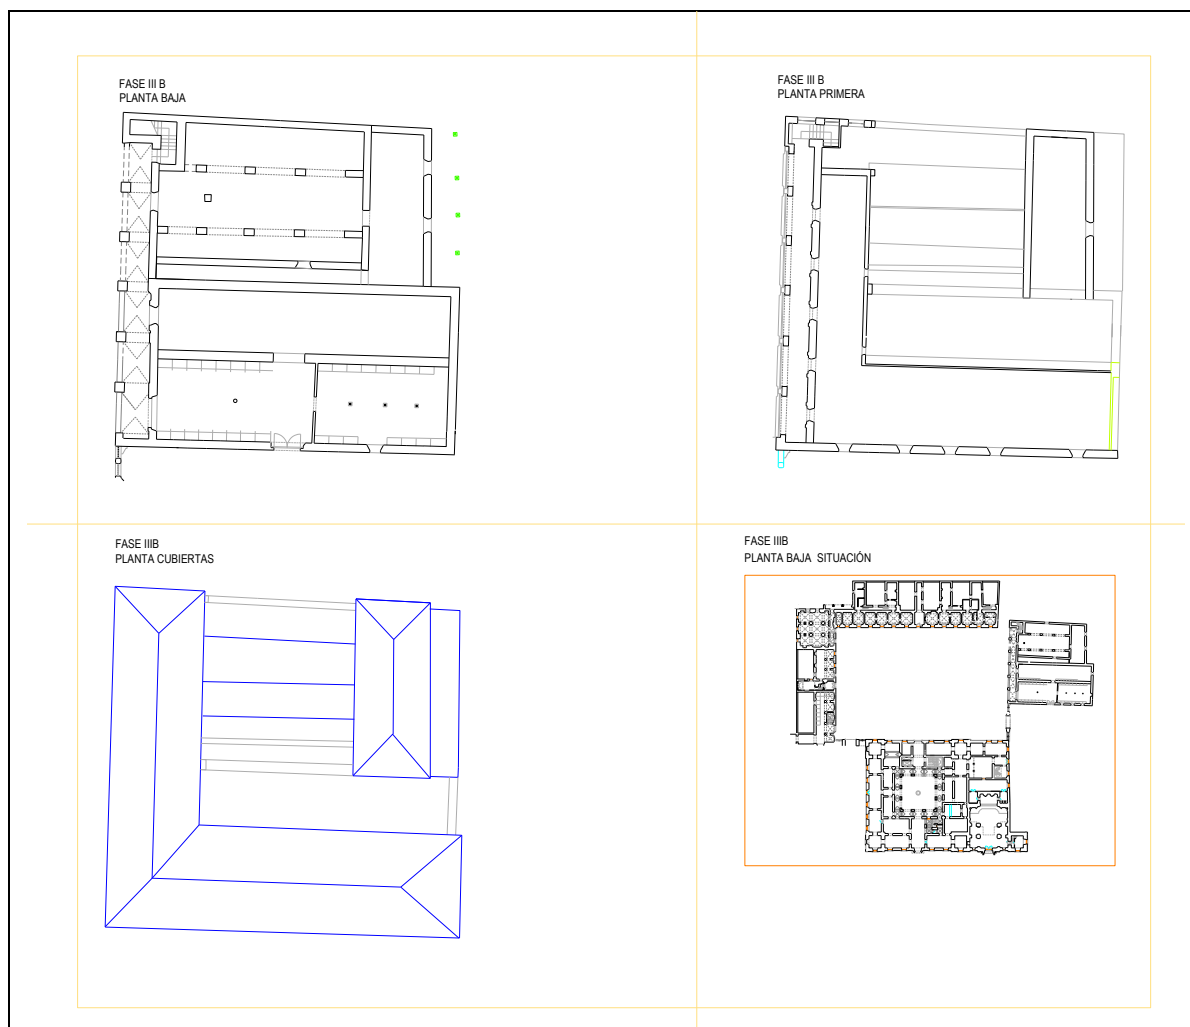 FASE III B
PLANTA BAJA
FASE III B
PLANTA PRIMERA
FASE IIIB
PLANTA CUBIERTAS
FASE IIIB
PLANTA BAJA SITUACIÓN